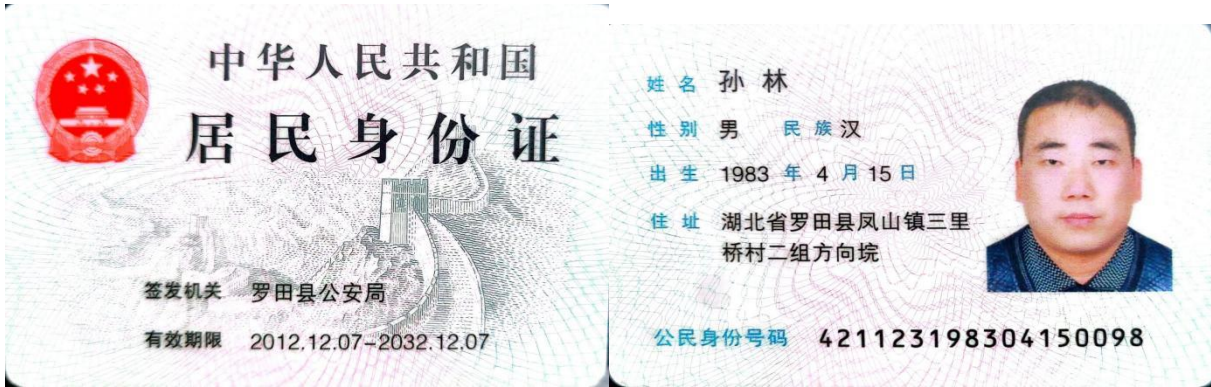 中华人民共和国
居民身份证
签发机关 罗田县公安局
有效期限 2012.12.07-2032.12.07
姓名 孙林
性别 男 民族 汉
出生 1983 年 4 月 15 日
住址 湖北省罗田县凤山镇三里
桥村二组方向垸
公民身份号码 421123198304150098